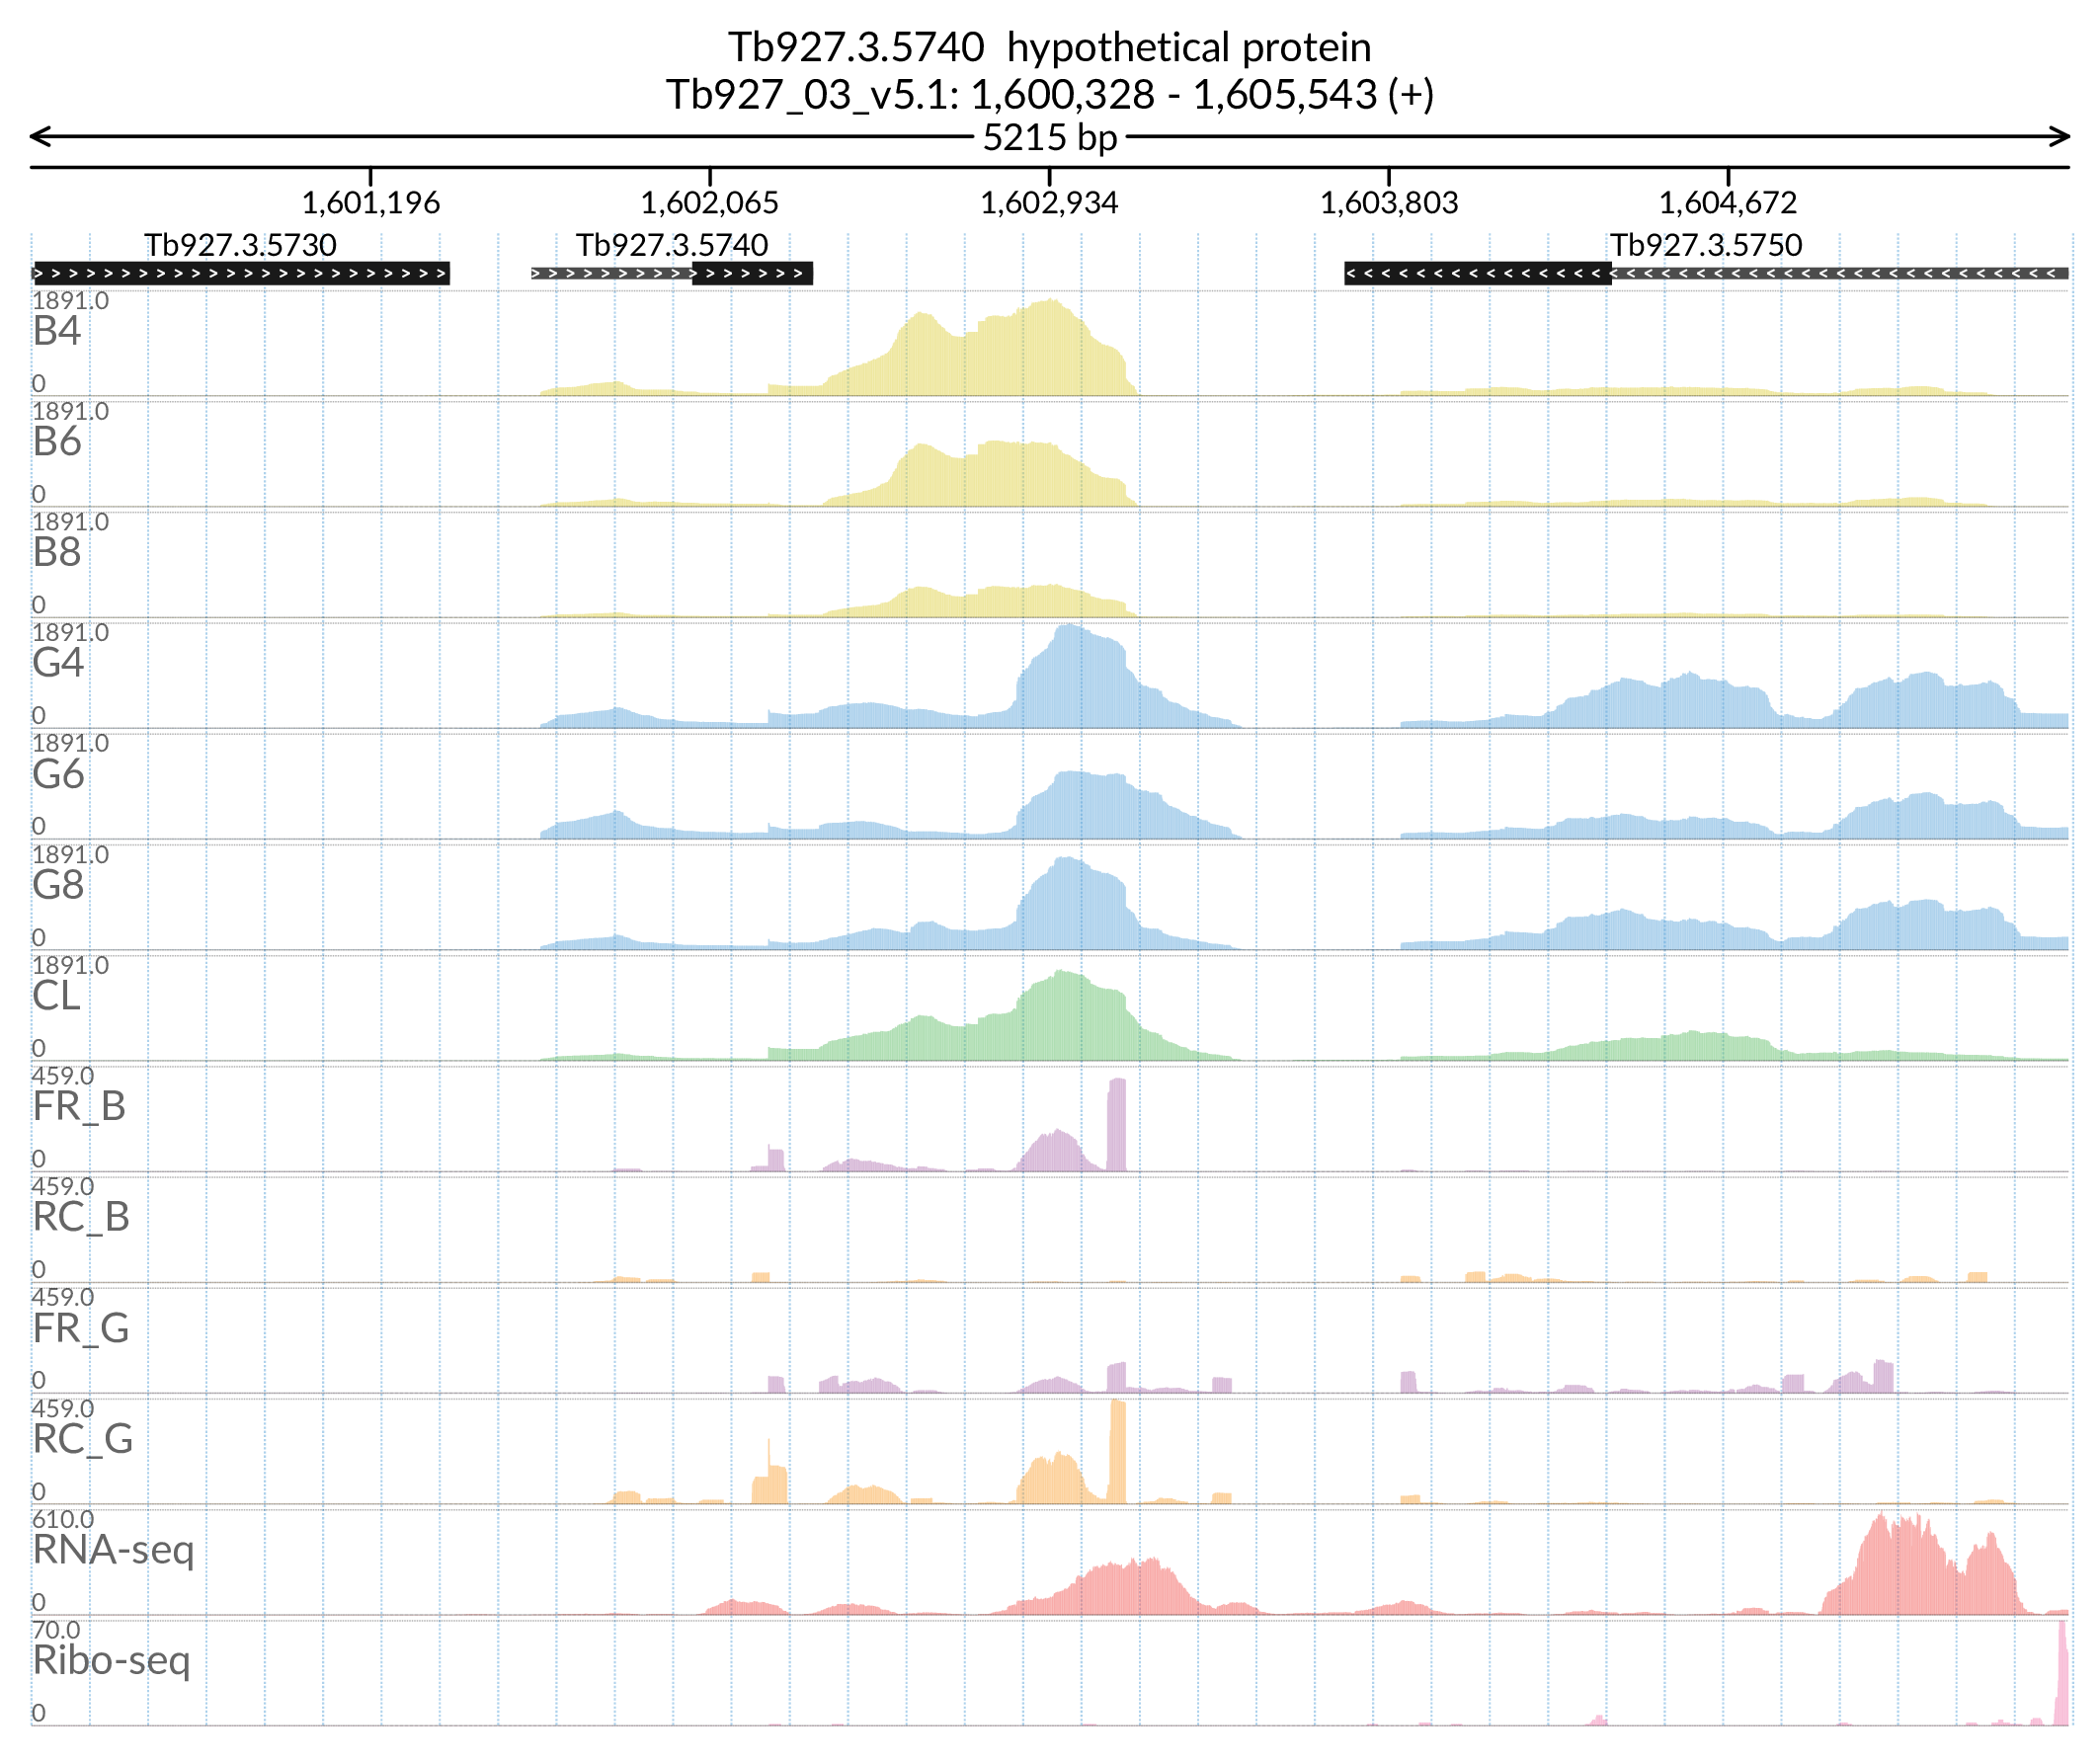 Tb927.3.5740 hypothetical protein
Tb927_03_v5.1: 1,600,328 - 1,605,543 (+)
5215 bp
1,601,196 1,602,065 1,602,934 1,603,803 1,604,672
Tb927.3.5730 Tb927.3.5740 Tb927.3.5750
1891.0
B4
0
1891.0
B6
0
1891.0
B8
0
1891.0
G4
0
1891.0
G6
0
1891.0
G8
0
1891.0
CL
0
459.0
FR_B
0
459.0
RC_B
0
459.0
FR_G
0
459.0
RC_G
0
610.0
RNA-seq
0
70.0
Ribo-seq
0